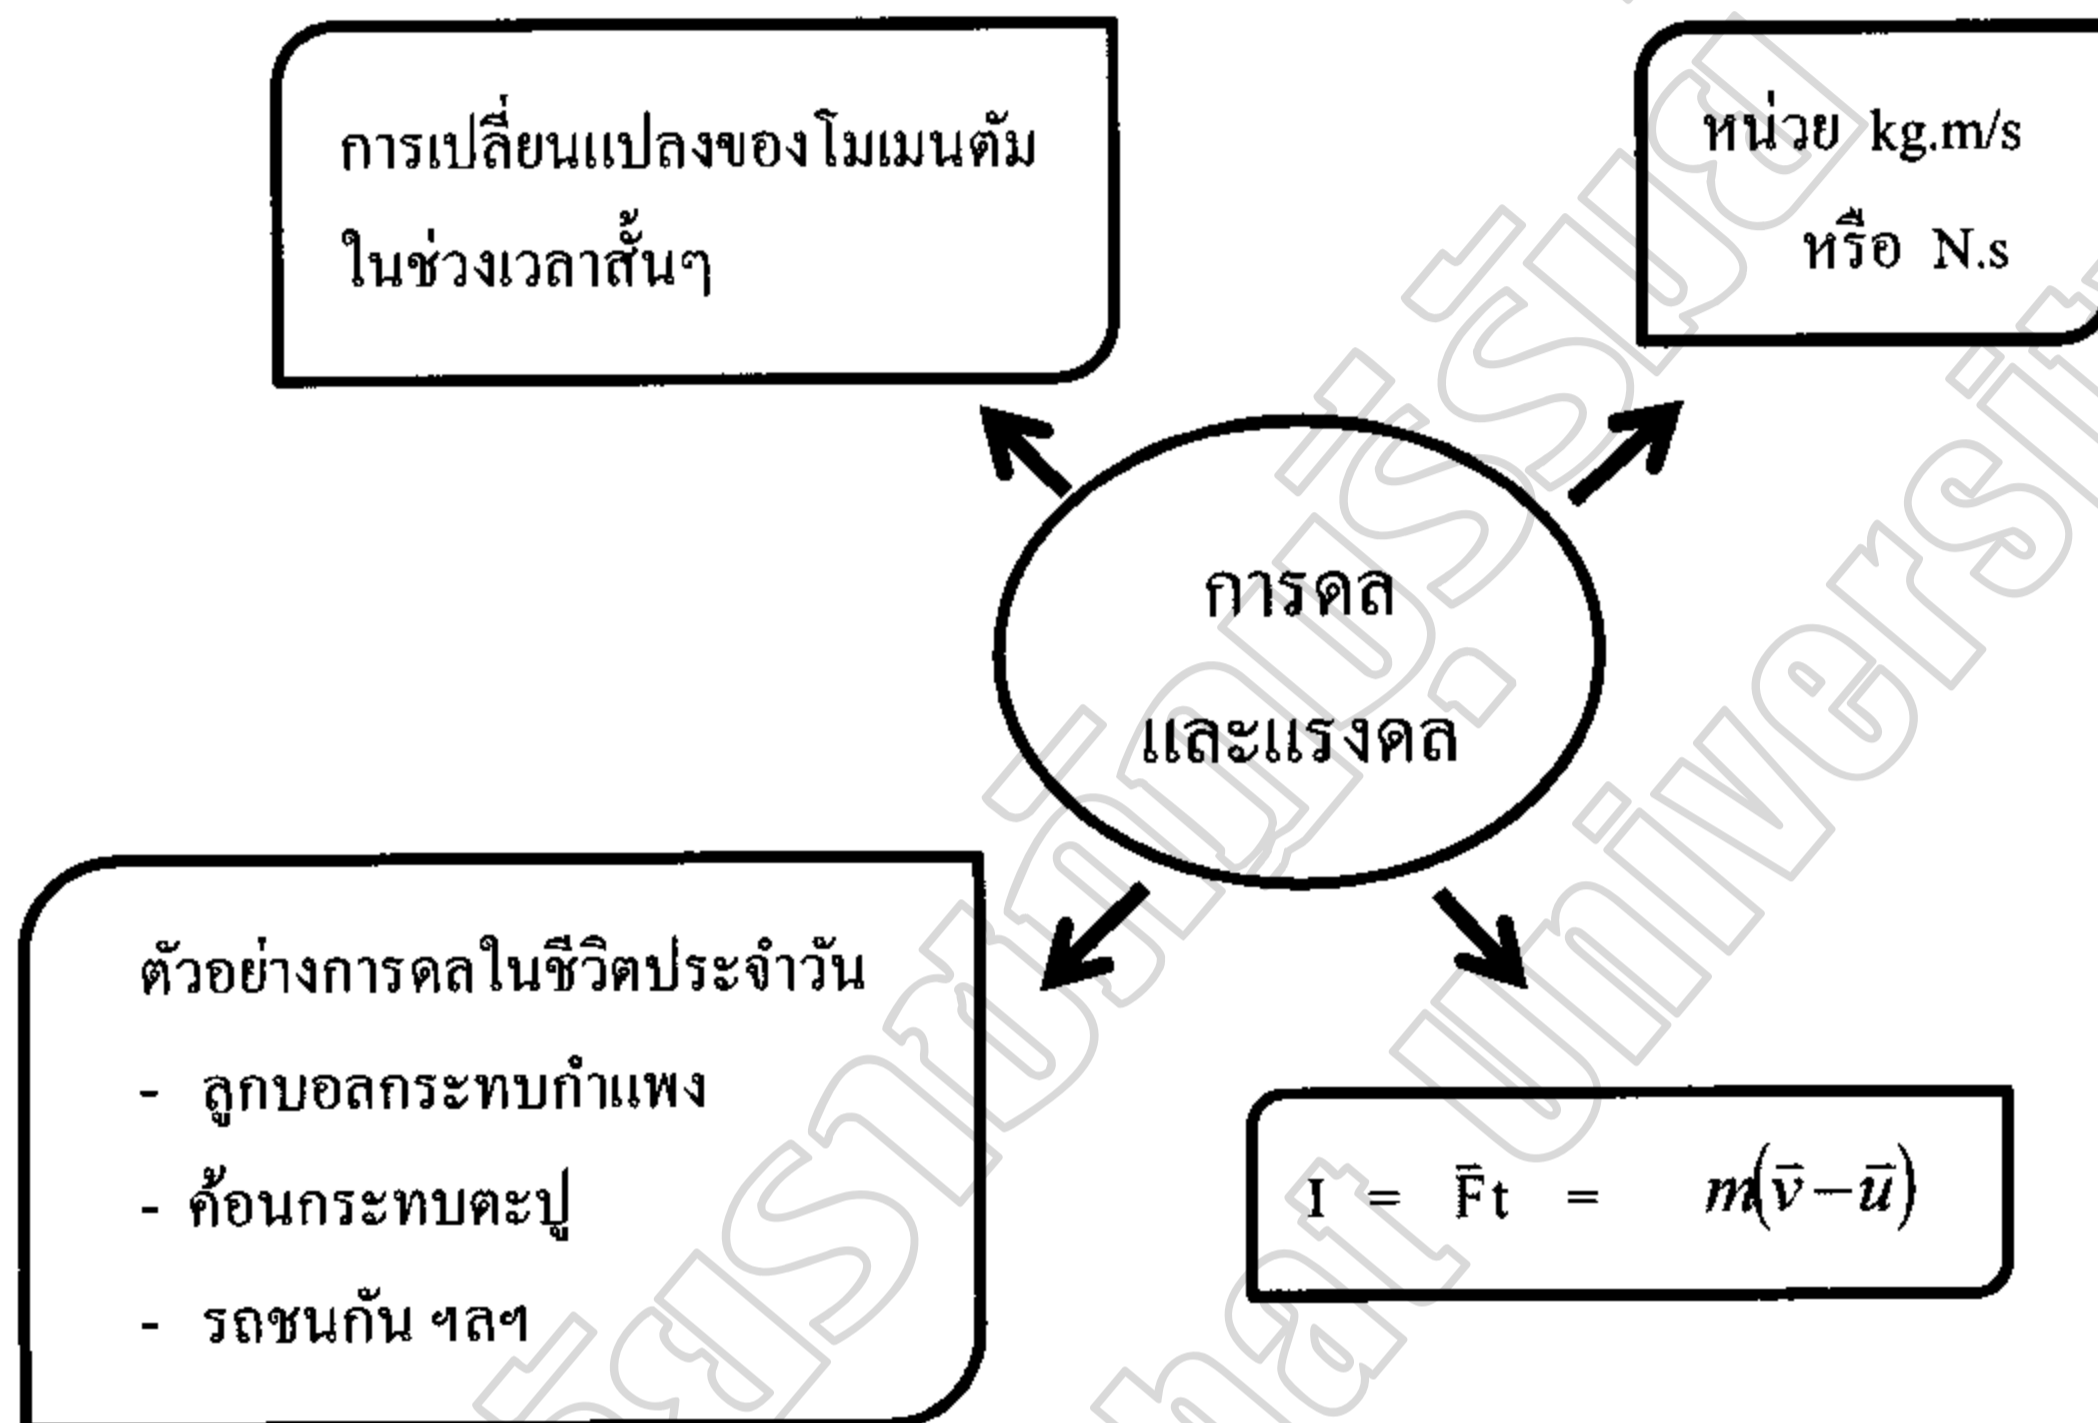 การเปลี่ยนแปลงของโมเมนตัม
ในช่วงเวลาสั้นๆ
หน่วย kg.m/s
หรือ N.s
การดล
และแรงดล
ตัวอย่างการดลในชีวิตประจำวัน
- ลูกบอลกระทบกำแพง
- ค้อนกระทบตะปู
- รถชนกัน ฯลฯ
I = F⃗t = m(v⃗ − u⃗)